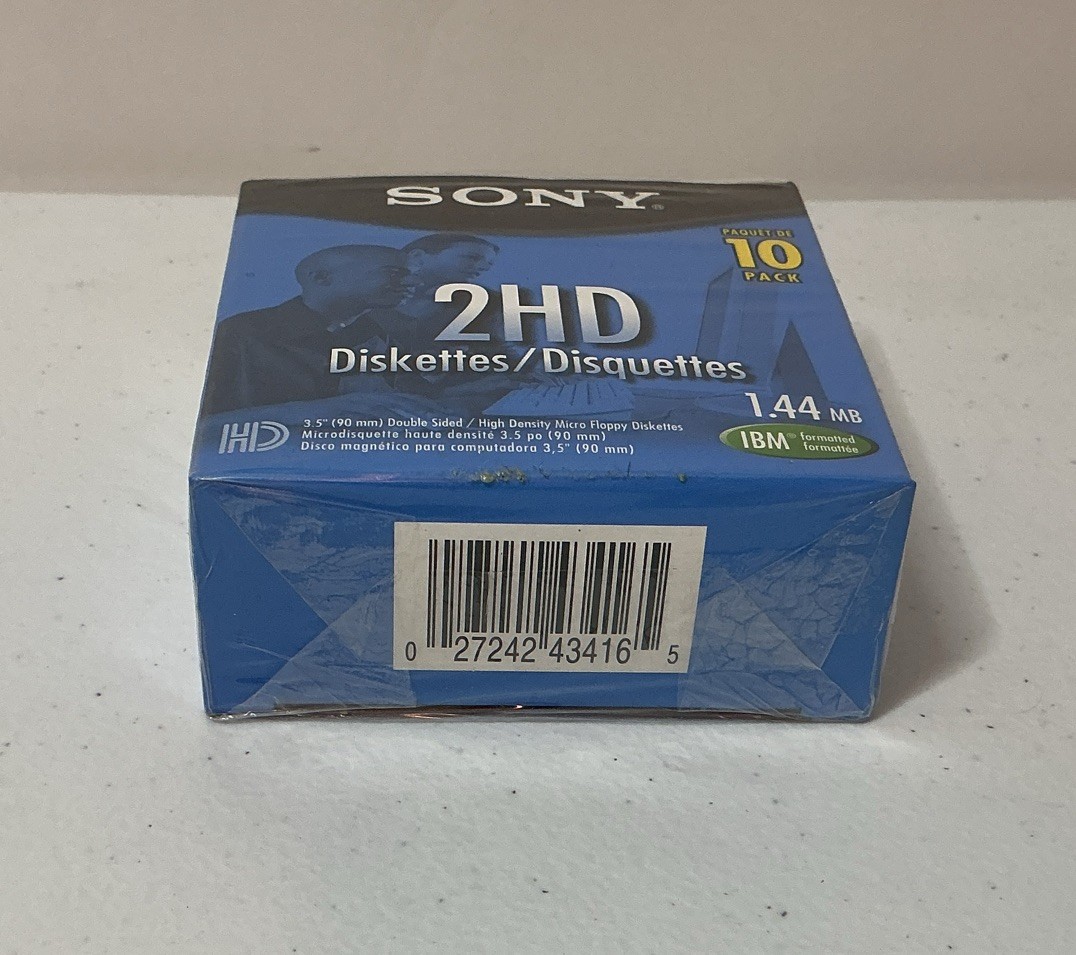 SONY®
PAQUET DE
10
PACK
2HD
Diskettes/Disquettes
1.44 MB
IBM® formatted
formattée
HD
3.5" (90 mm) Double Sided / High Density Micro Floppy Diskettes
Microdisquette haute densité 3.5 po (90 mm)
Disco magnético para computadora 3,5" (90 mm)
0 27242 43416 5